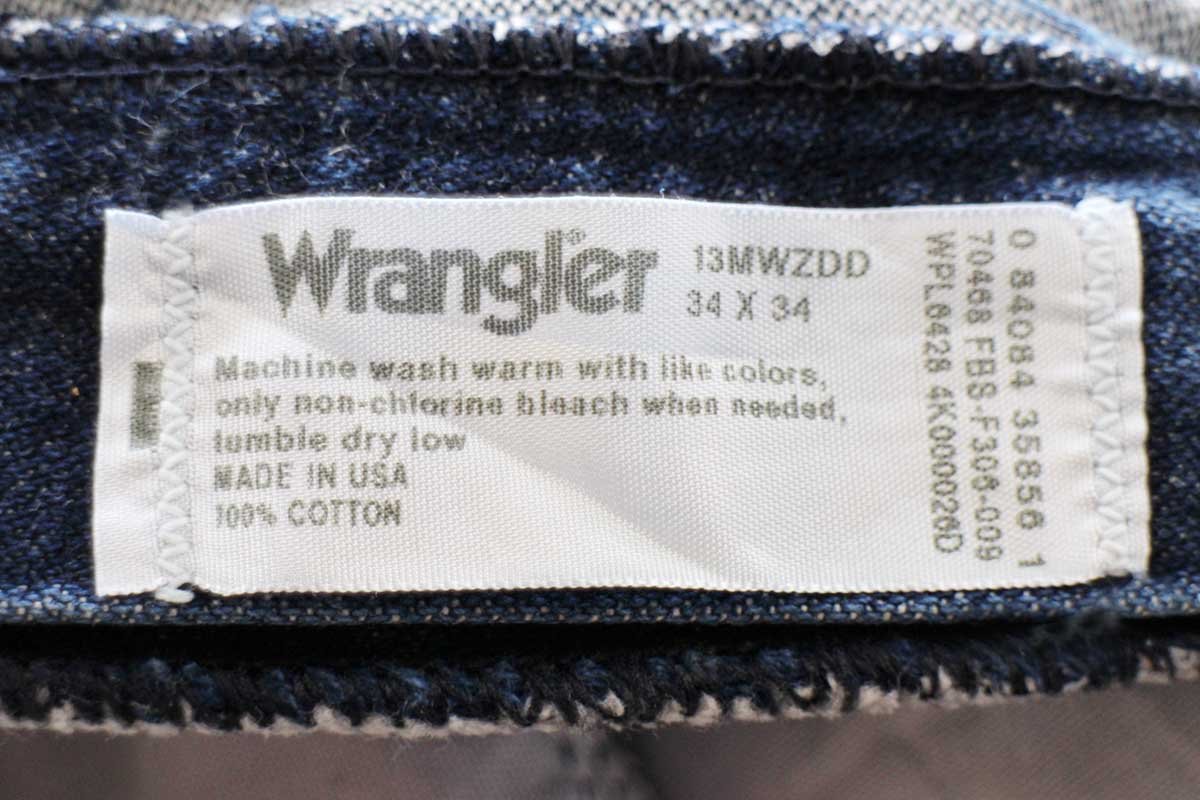 Wrangler®
13MWZDD
34 X 34
Machine wash warm with like colors,
only non-chlorine bleach when needed,
tumble dry low
MADE IN USA
100% COTTON
0 84084 35856 1
70468 FBS-F306-009
WPL6428 4K000026D